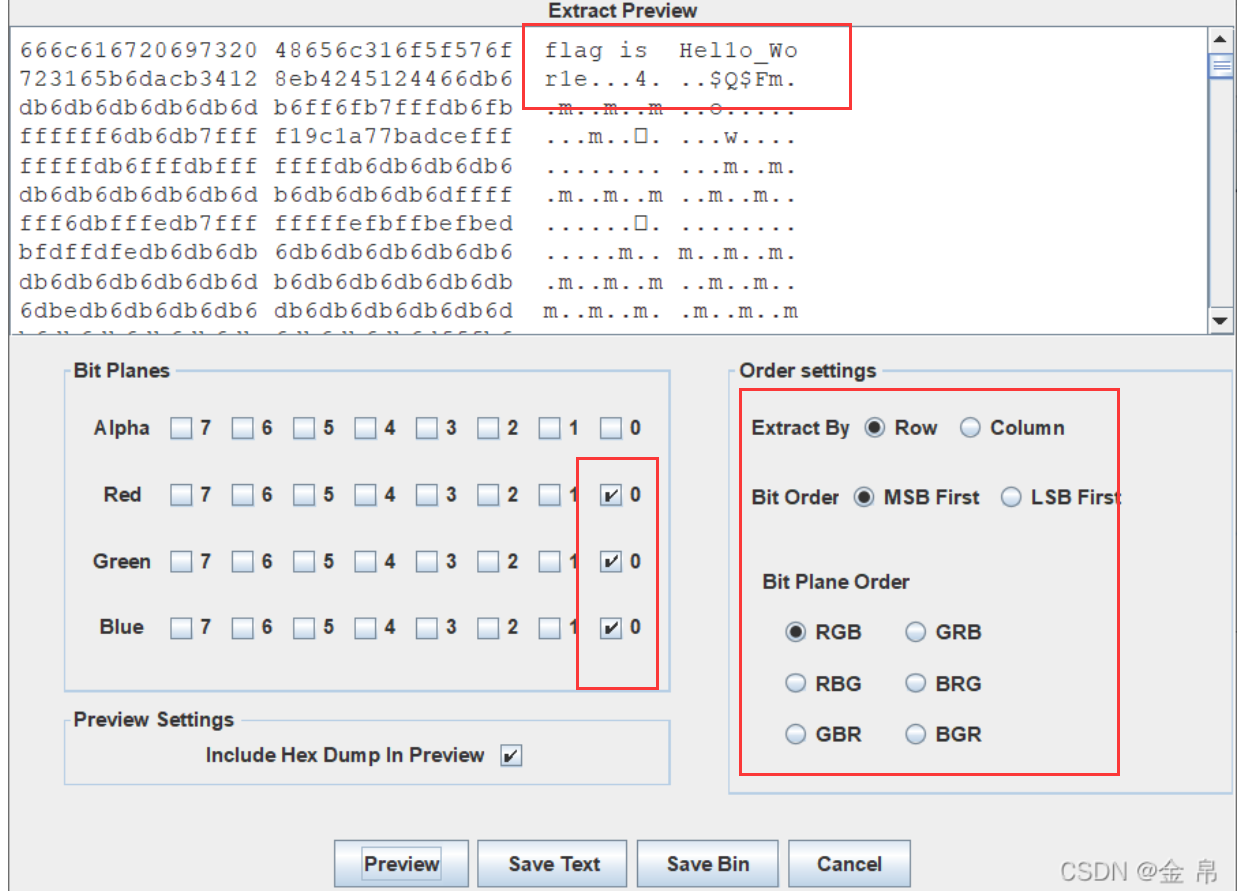 Extract Preview
666c616720697320 48656c316f5f576f flag is Hel1o_Wo
723165b6dacb3412 8eb4245124466db6 r1e...4. ..$Q$Fm.
db6db6db6db6db6d b6ff6fb7fffdb6fb .m..m..m ..o.....
ffffff6db6db7fff f19c1a77badcefff ...m..□. ...w....
fffffdb6fffdbfff ffffdb6db6db6db6 ........ ...m..m.
db6db6db6db6db6d b6db6db6db6dffff .m..m..m ..m..m..
fff6dbfffedb7fff fffffefbffbefbed ......□. ........
bfdffdfedb6db6db 6db6db6db6db6db6 .....m.. m..m..m.
db6db6db6db6db6d b6db6db6db6db6db .m..m..m ..m..m..
6dbedb6db6db6db6 db6db6db6db6db6d m..m..m. .m..m..m
Bit Planes
Alpha 7 6 5 4 3 2 1 0
Red 7 6 5 4 3 2 1 0
Green 7 6 5 4 3 2 1 0
Blue 7 6 5 4 3 2 1 0
Preview Settings
Include Hex Dump In Preview
Order settings
Extract By Row Column
Bit Order MSB First LSB First
Bit Plane Order
RGB GRB
RBG BRG
GBR BGR
Preview Save Text Save Bin Cancel
CSDN @金 帛